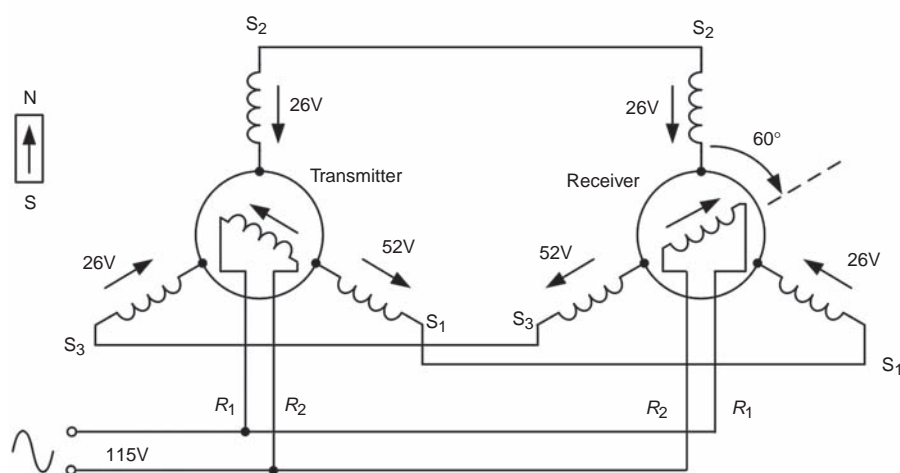 S2
S2
N
26V
26V
60°
Transmitter
Receiver
S
26V
52V
52V
26V
S3
S1
S3
S1
R1
R2
R2
R1
115V